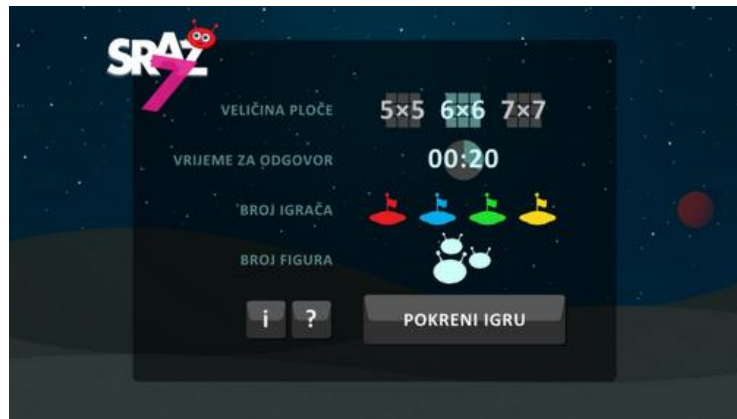 SRAZ
7
VELIČINA PLOČE 5×5 6×6 7×7
VRIJEME ZA ODGOVOR 00:20
BROJ IGRAČA
BROJ FIGURA
i ? POKRENI IGRU